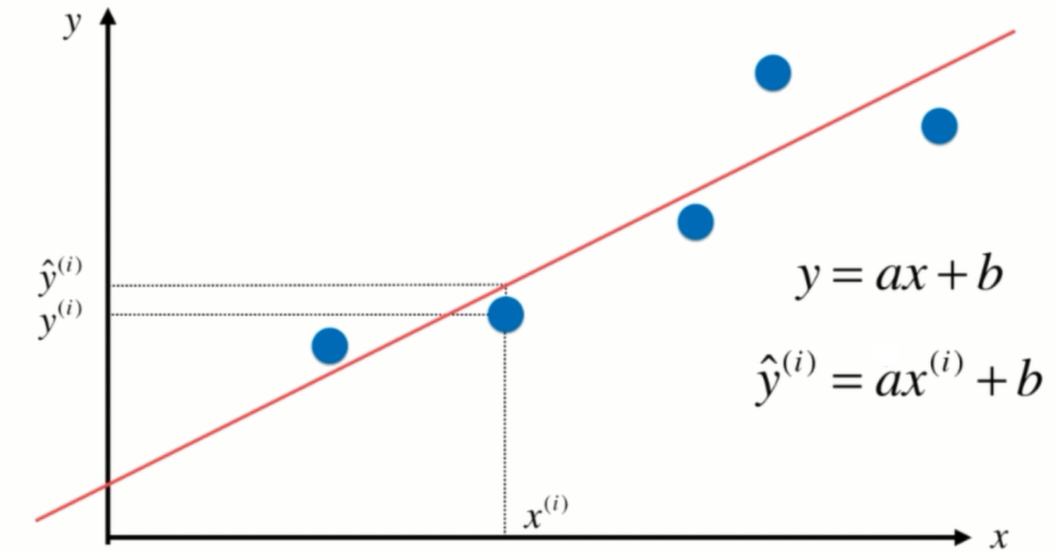 y
ŷ⁽ⁱ⁾
y⁽ⁱ⁾
y = ax + b
ŷ⁽ⁱ⁾ = ax⁽ⁱ⁾ + b
x⁽ⁱ⁾
x